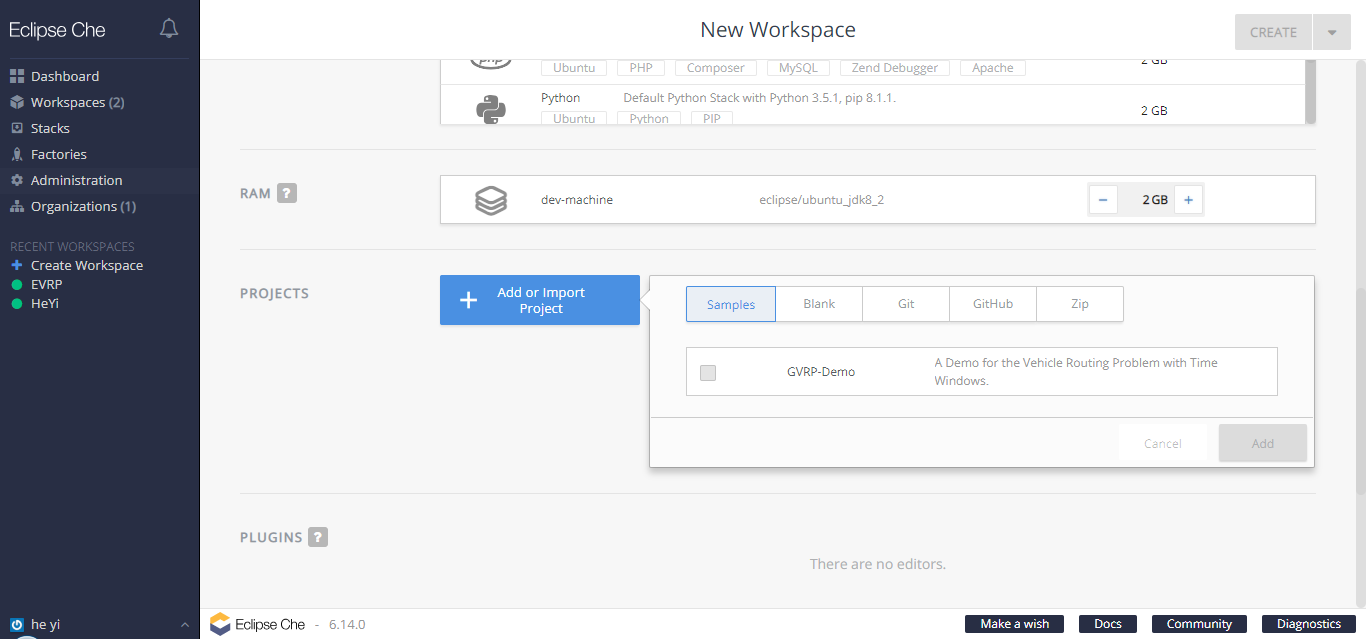 Eclipse Che
New Workspace
CREATE
Dashboard
Workspaces (2)
Stacks
Factories
Administration
Organizations (1)
RECENT WORKSPACES
Create Workspace
EVRP
HeYi
he yi
php
2 GB
Ubuntu PHP Composer MySQL Zend Debugger Apache
Python Default Python Stack with Python 3.5.1, pip 8.1.1.
2 GB
Ubuntu Python PIP
RAM ?
dev-machine eclipse/ubuntu_jdk8_2 − 2 GB +
PROJECTS
+ Add or Import
Project
Samples Blank Git GitHub Zip
GVRP-Demo
A Demo for the Vehicle Routing Problem with Time
Windows.
Cancel Add
PLUGINS ?
There are no editors.
Eclipse Che - 6.14.0
Make a wish Docs Community Diagnostics